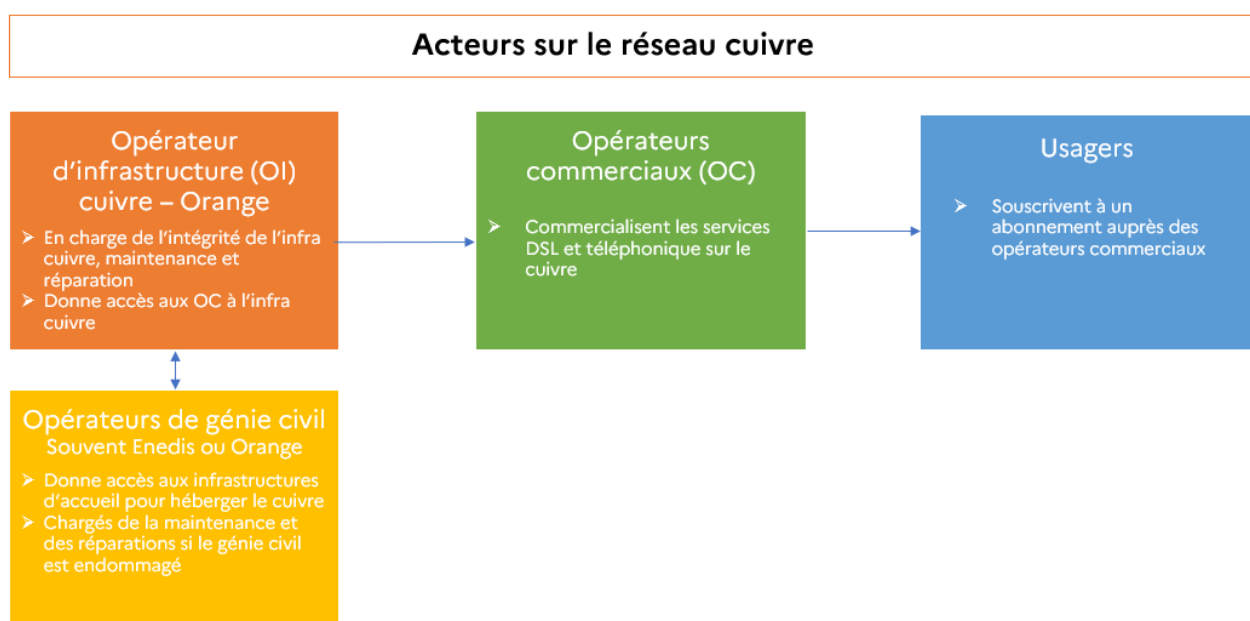 Acteurs sur le réseau cuivre
Opérateur
d’infrastructure (OI)
cuivre – Orange
➢ En charge de l’intégrité de l’infra
cuivre, maintenance et
réparation
➢ Donne accès aux OC à l’infra
cuivre
Opérateurs
commerciaux (OC)
➢ Commercialisent les services
DSL et téléphonique sur le
cuivre
Usagers
➢ Souscrivent à un
abonnement auprès des
opérateurs commerciaux
Opérateurs de génie civil
Souvent Enedis ou Orange
➢ Donne accès aux infrastructures
d’accueil pour héberger le cuivre
➢ Chargés de la maintenance et
des réparations si le génie civil
est endommagé